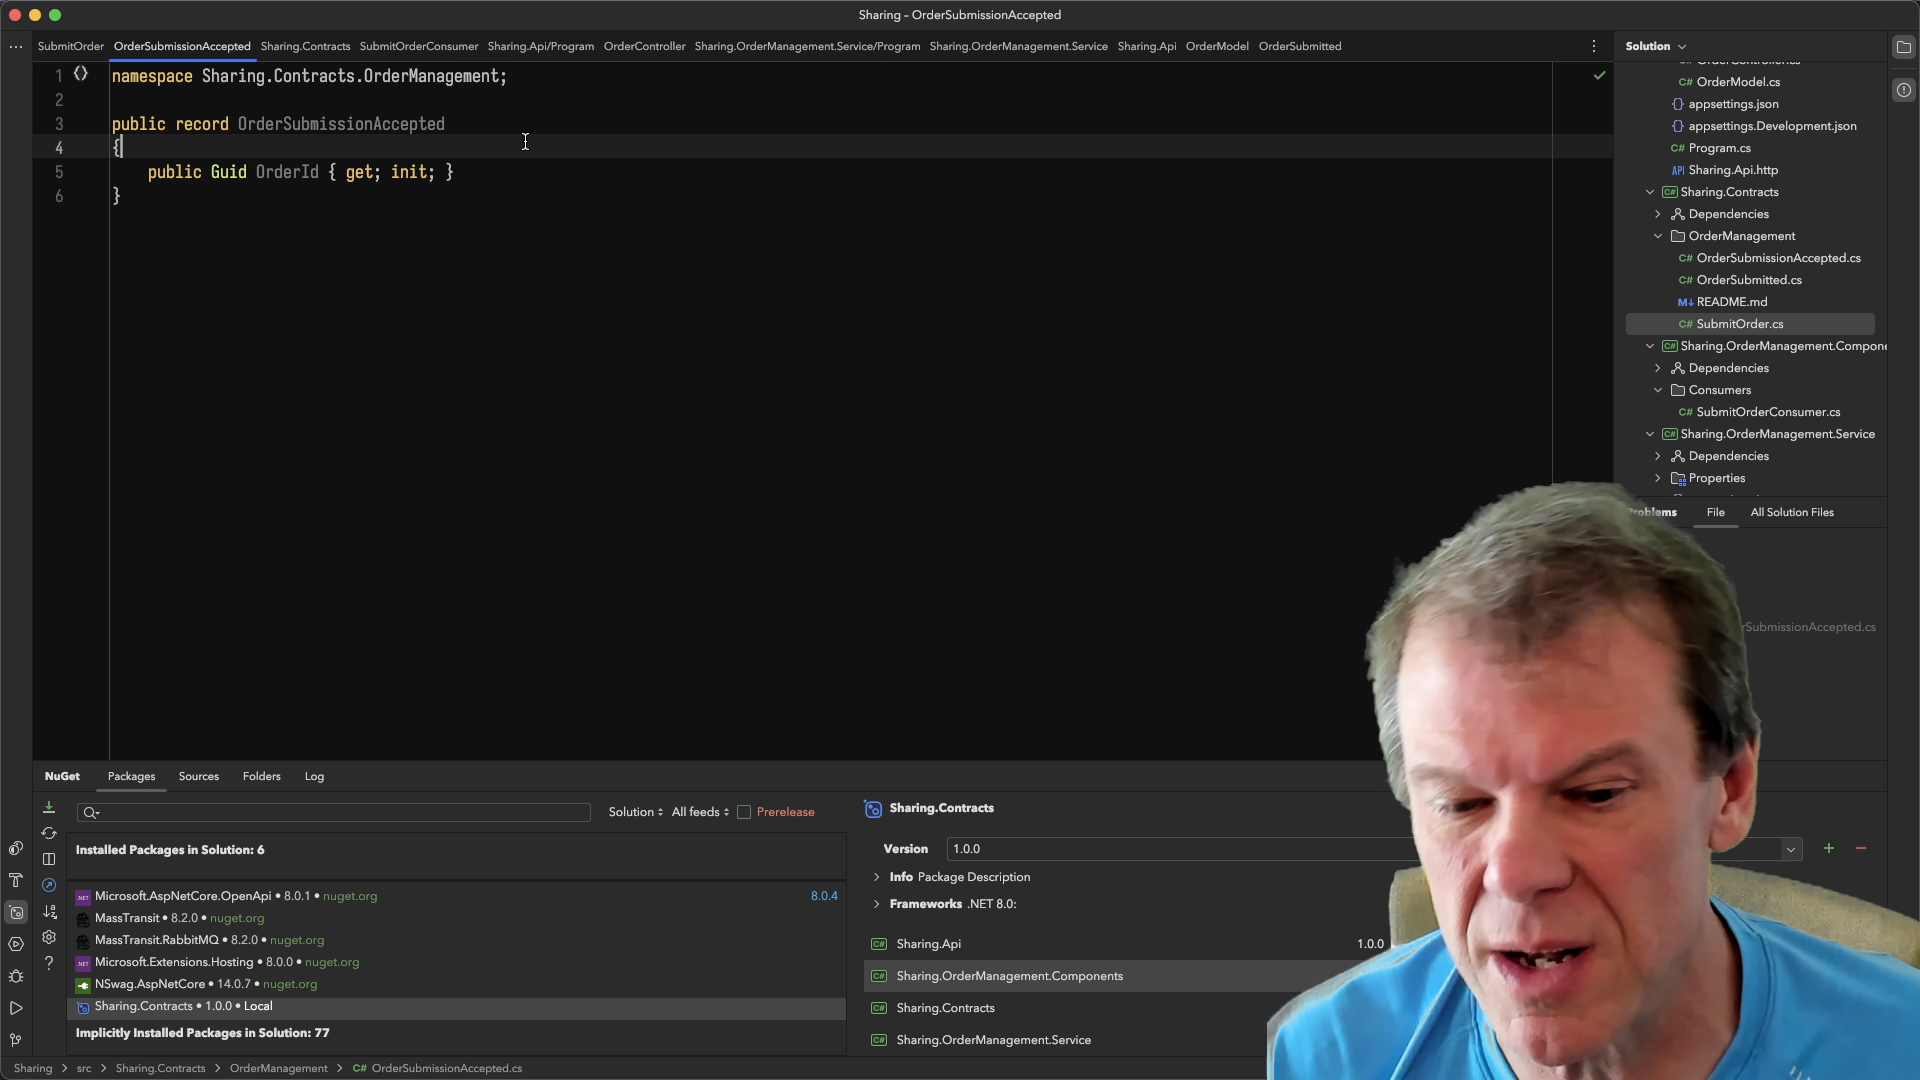 Sharing – OrderSubmissionAccepted
SubmitOrder OrderSubmissionAccepted Sharing.Contracts SubmitOrderConsumer Sharing.Api/Program OrderController Sharing.OrderManagement.Service/Program Sharing.OrderManagement.Service Sharing.Api OrderModel OrderSubmitted
1 namespace Sharing.Contracts.OrderManagement;
2
3 public record OrderSubmissionAccepted
4 {
5 public Guid OrderId { get; init; }
6 }
Solution
OrderController.cs
C# OrderModel.cs
{} appsettings.json
{} appsettings.Development.json
C# Program.cs
API Sharing.Api.http
C# Sharing.Contracts
Dependencies
OrderManagement
C# OrderSubmissionAccepted.cs
C# OrderSubmitted.cs
M↓ README.md
C# SubmitOrder.cs
C# Sharing.OrderManagement.Compone
Dependencies
Consumers
C# SubmitOrderConsumer.cs
C# Sharing.OrderManagement.Service
Dependencies
Properties
Problems File All Solution Files
rSubmissionAccepted.cs
NuGet Packages Sources Folders Log
Solution All feeds Prerelease
Installed Packages in Solution: 6
.NET Microsoft.AspNetCore.OpenApi • 8.0.1 • nuget.org 8.0.4
MassTransit • 8.2.0 • nuget.org
MassTransit.RabbitMQ • 8.2.0 • nuget.org
.NET Microsoft.Extensions.Hosting • 8.0.0 • nuget.org
NSwag.AspNetCore • 14.0.7 • nuget.org
Sharing.Contracts • 1.0.0 • Local
Implicitly Installed Packages in Solution: 77
Sharing.Contracts
Version 1.0.0
Info Package Description
Frameworks .NET 8.0:
C# Sharing.Api 1.0.0
C# Sharing.OrderManagement.Components
C# Sharing.Contracts
C# Sharing.OrderManagement.Service
Sharing > src > Sharing.Contracts > OrderManagement > C# OrderSubmissionAccepted.cs